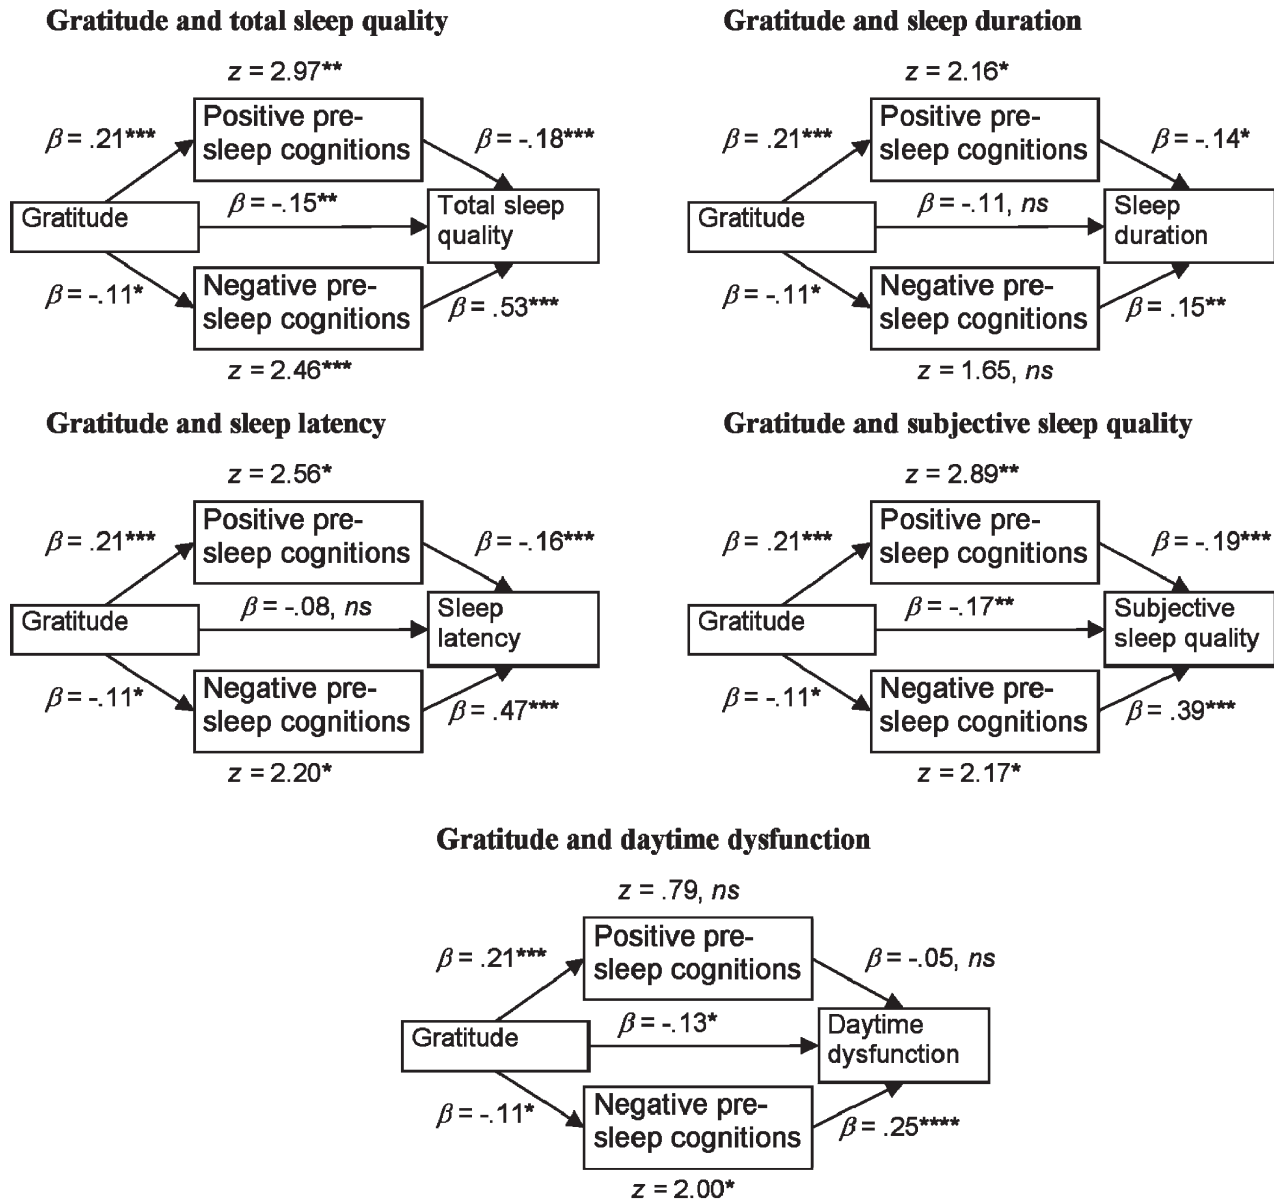 Gratitude and total sleep quality
z = 2.97**
β = .21***
Positive pre-
sleep cognitions
β = -.18***
Gratitude
β = -.15**
Total sleep
quality
β = -.11*
Negative pre-
sleep cognitions
β = .53***
z = 2.46***
Gratitude and sleep duration
z = 2.16*
β = .21***
Positive pre-
sleep cognitions
β = -.14*
Gratitude
β = -.11, ns
Sleep
duration
β = -.11*
Negative pre-
sleep cognitions
β = .15**
z = 1.65, ns
Gratitude and sleep latency
z = 2.56*
β = .21***
Positive pre-
sleep cognitions
β = -.16***
Gratitude
β = -.08, ns
Sleep
latency
β = -.11*
Negative pre-
sleep cognitions
β = .47***
z = 2.20*
Gratitude and subjective sleep quality
z = 2.89**
β = .21***
Positive pre-
sleep cognitions
β = -.19***
Gratitude
β = -.17**
Subjective
sleep quality
β = -.11*
Negative pre-
sleep cognitions
β = .39***
z = 2.17*
Gratitude and daytime dysfunction
z = .79, ns
β = .21***
Positive pre-
sleep cognitions
β = -.05, ns
Gratitude
β = -.13*
Daytime
dysfunction
β = -.11*
Negative pre-
sleep cognitions
β = .25****
z = 2.00*